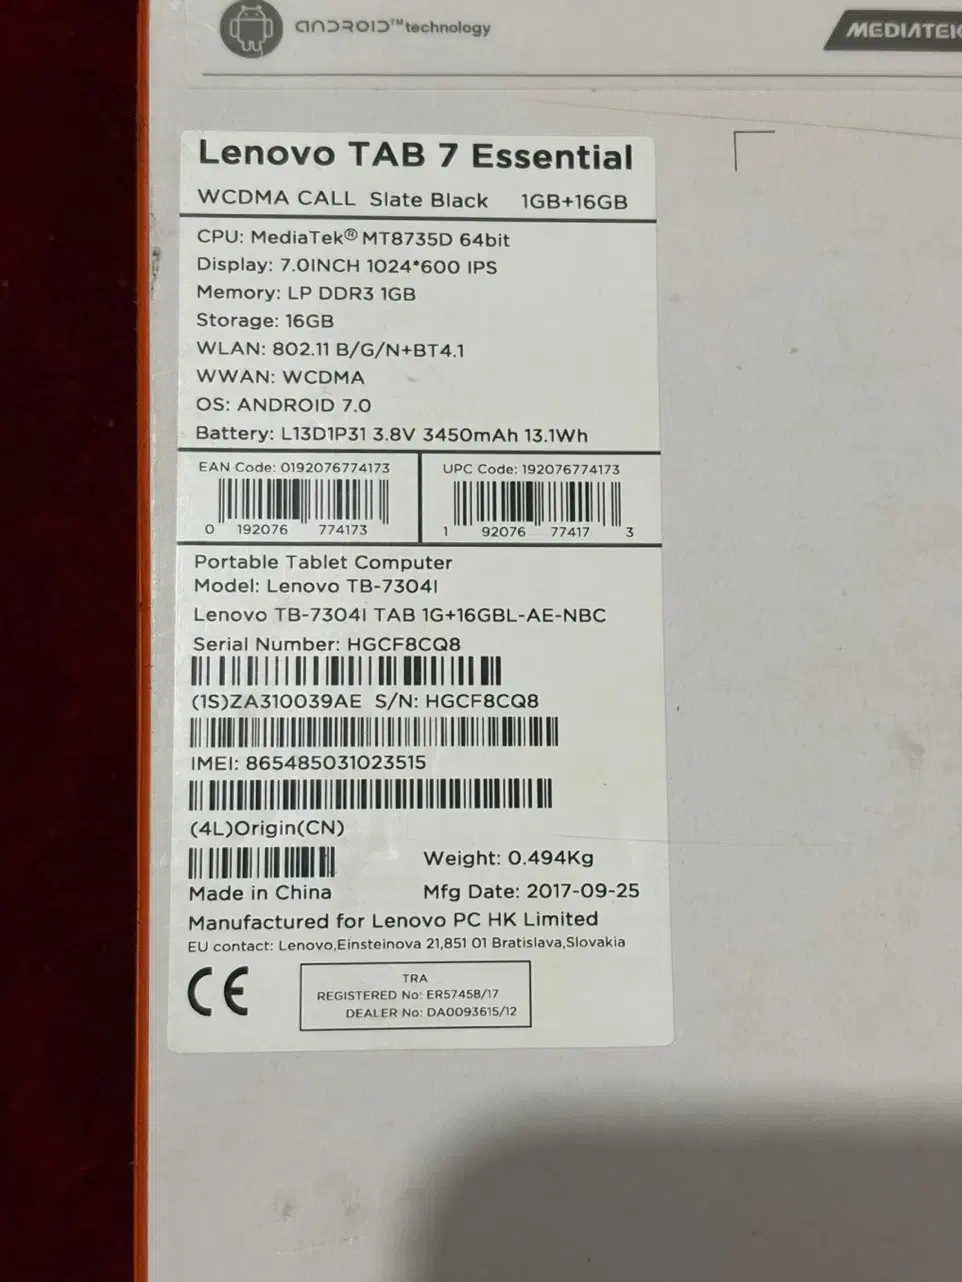 ANDROID™technology
MEDIATEK
Lenovo TAB 7 Essential
WCDMA CALL Slate Black 1GB+16GB
CPU: MediaTek® MT8735D 64bit
Display: 7.0INCH 1024*600 IPS
Memory: LP DDR3 1GB
Storage: 16GB
WLAN: 802.11 B/G/N+BT4.1
WWAN: WCDMA
OS: ANDROID 7.0
Battery: L13D1P31 3.8V 3450mAh 13.1Wh
EAN Code: 0192076774173
0 192076 774173
UPC Code: 192076774173
1 92076 77417 3
Portable Tablet Computer
Model: Lenovo TB-7304I
Lenovo TB-7304I TAB 1G+16GBL-AE-NBC
Serial Number: HGCF8CQ8
(1S)ZA310039AE S/N: HGCF8CQ8
IMEI: 865485031023515
(4L)Origin(CN)
Weight: 0.494Kg
Made in China Mfg Date: 2017-09-25
Manufactured for Lenovo PC HK Limited
EU contact: Lenovo,Einsteinova 21,851 01 Bratislava,Slovakia
CE
TRA
REGISTERED No: ER57458/17
DEALER No: DA0093615/12